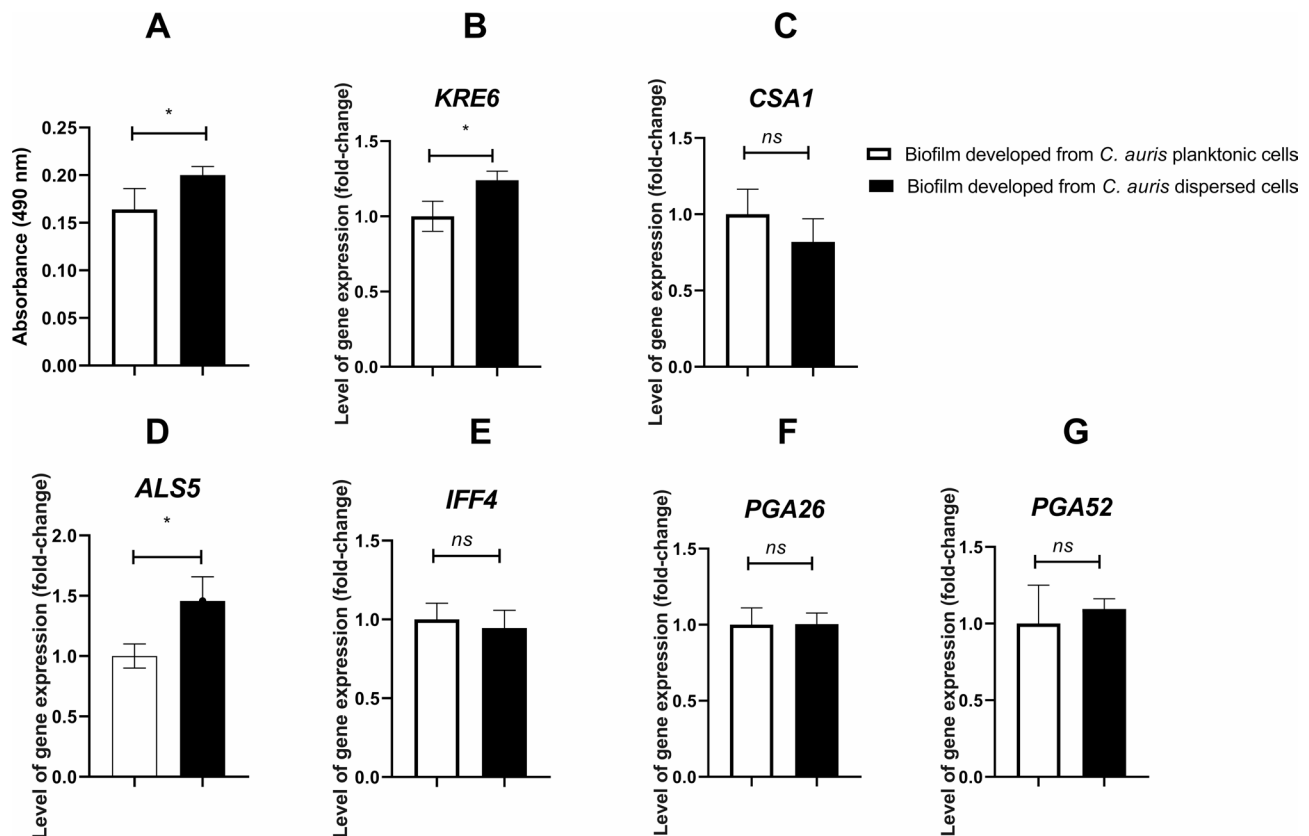 A
B
C
KRE6
CSA1
*
*
ns
Absorbance (490 nm)
0.25
0.20
0.15
0.10
0.05
0.00
Level of gene expression (fold-change)
1.5
1.0
0.5
0.0
Level of gene expression (fold-change)
1.5
1.0
0.5
0.0
Biofilm developed from C. auris planktonic cells
Biofilm developed from C. auris dispersed cells
D
E
F
G
ALS5
IFF4
PGA26
PGA52
*
ns
ns
ns
Level of gene expression (fold-change)
2.0
1.5
1.0
0.5
0.0
Level of gene expression (fold-change)
1.5
1.0
0.5
0.0
Level of gene expression (fold-change)
1.5
1.0
0.5
0.0
Level of gene expression (fold-change)
1.5
1.0
0.5
0.0